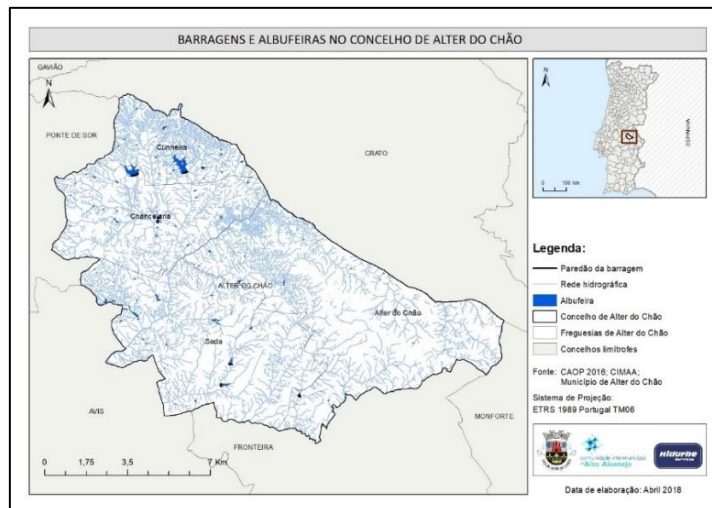 BARRAGENS E ALBUFEIRAS NO CONCELHO DE ALTER DO CHÃO
GAVIÃO
N
PONTE DE SOR
Cunheira
CRATO
Chancelaria
ALTER DO CHÃO
Alter do Chão
Seda
AVIS
MONFORTE
FRONTEIRA
0 1,75 3,5 7 Km
N
ESPANHA
0 100 km
Legenda:
Paredão da barragem
Rede hidrográfica
Albufeira
Concelho de Alter do Chão
Freguesias de Alter do Chão
Concelhos limítrofes
Fonte: CAOP 2016; CIMAA;
Município de Alter do Chão
Sistema de Projeção:
ETRS 1989 Portugal TM06
comunidade intermunicipal
do Alto Alentejo
Hidurbe
Serviços
Data de elaboração: Abril 2018